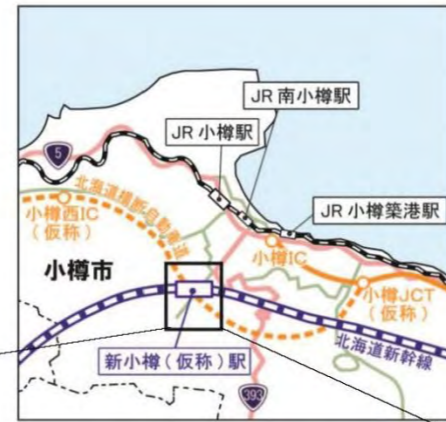 JR 南小樽駅
JR 小樽駅
5
北海道横断自動車道
JR 小樽築港駅
小樽西IC
(仮称)
小樽IC
小樽市
小樽JCT
(仮称)
北海道新幹線
新小樽(仮称)駅
393